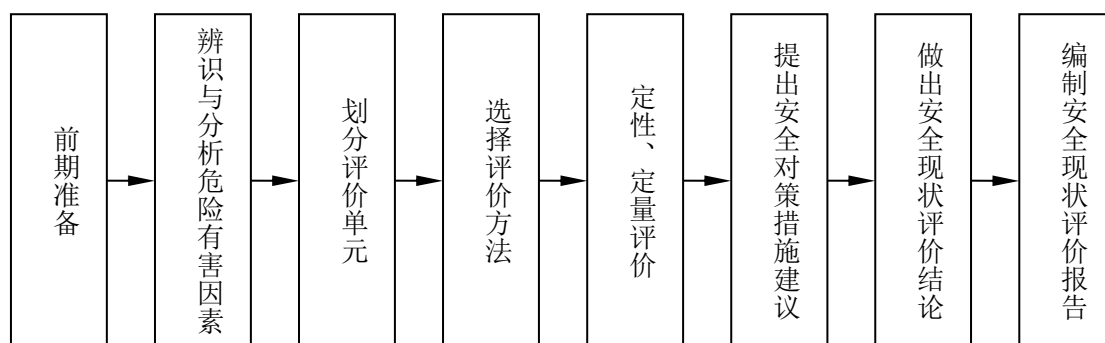 前期准备
辨识与分析危险有害因素
划分评价单元
选择评价方法
定性、定量评价
提出安全对策措施建议
做出安全现状评价结论
编制安全现状评价报告